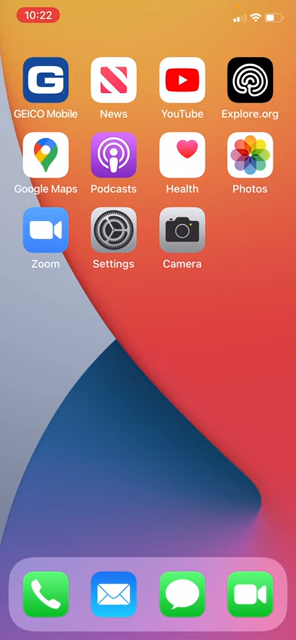 10:22
GEICO Mobile News YouTube Explore.org
Google Maps Podcasts Health Photos
Zoom Settings Camera